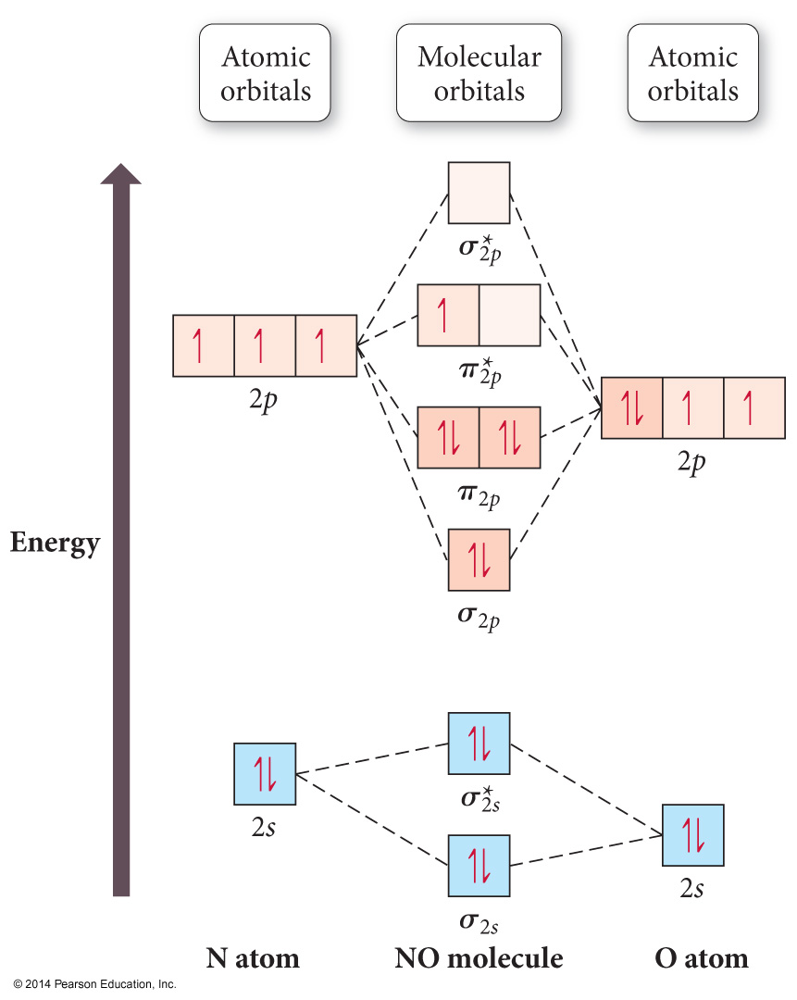 Atomic
orbitals
Molecular
orbitals
Atomic
orbitals
σ*2p
π*2p
2p
2p
π2p
Energy
σ2p
σ*2s
2s
2s
σ2s
N atom
NO molecule
O atom
© 2014 Pearson Education, Inc.